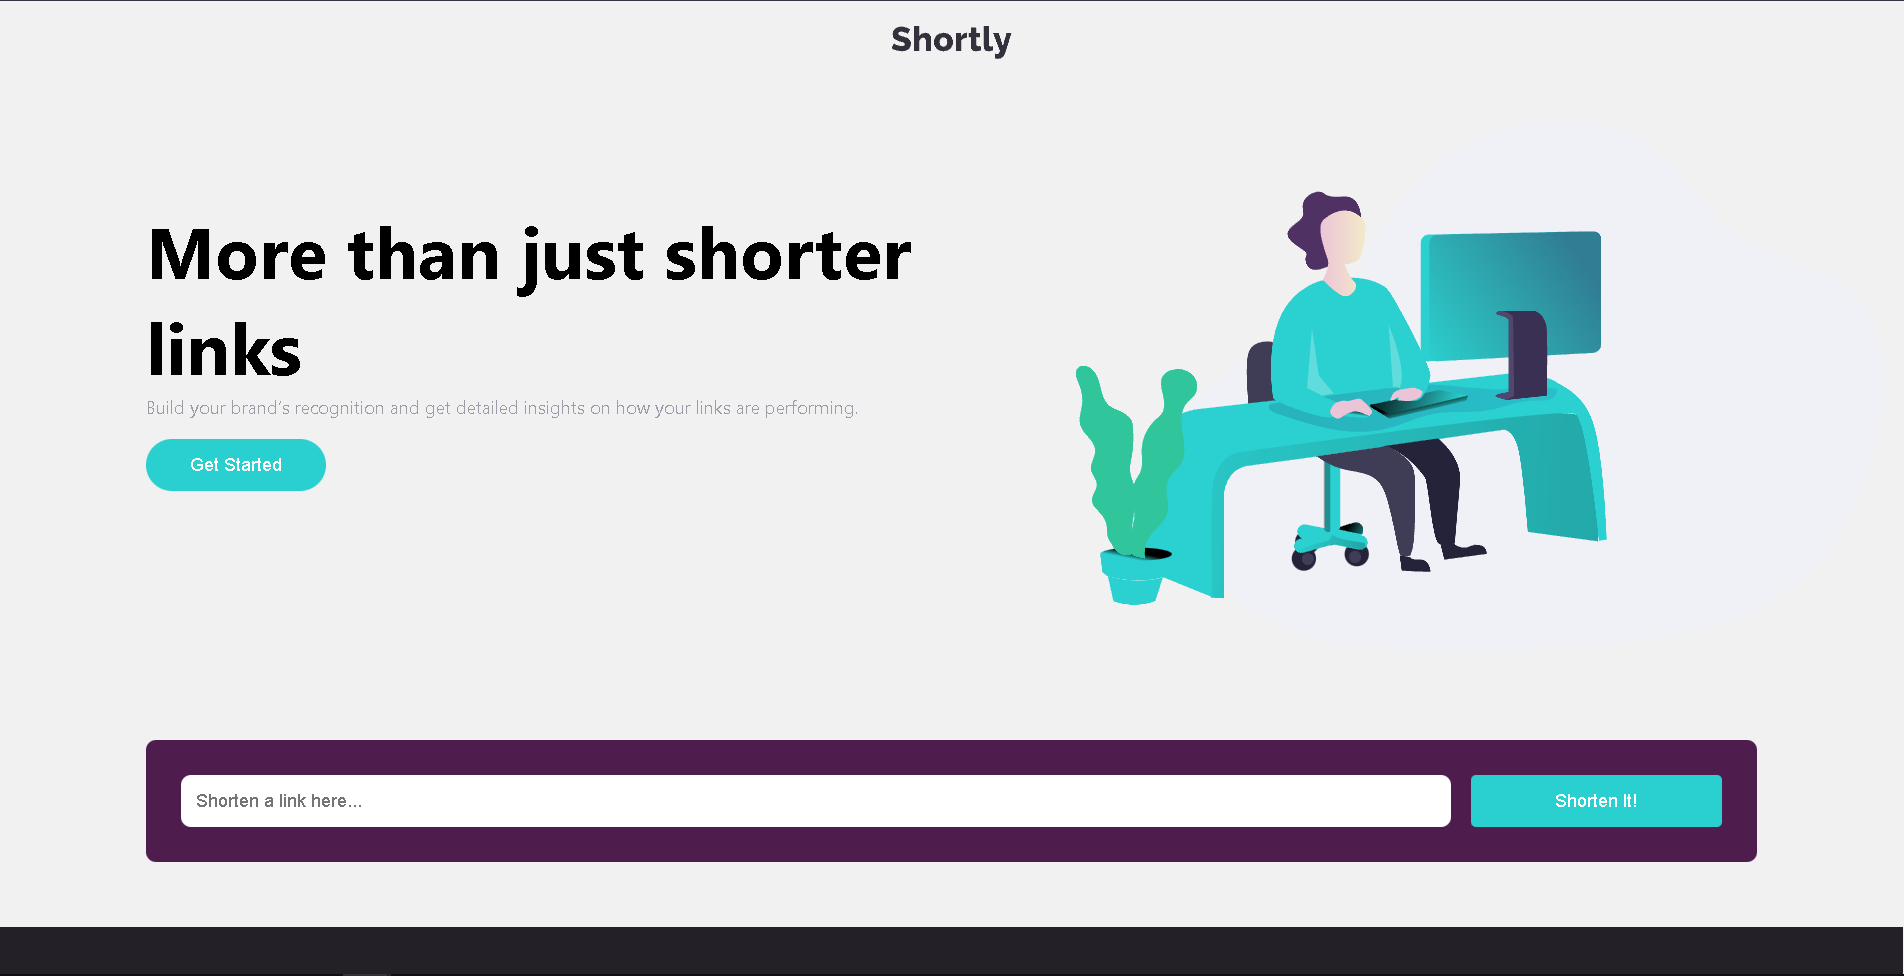 Shortly
More than just shorter
links
Build your brand's recognition and get detailed insights on how your links are performing.
Get Started
Shorten a link here...
Shorten It!